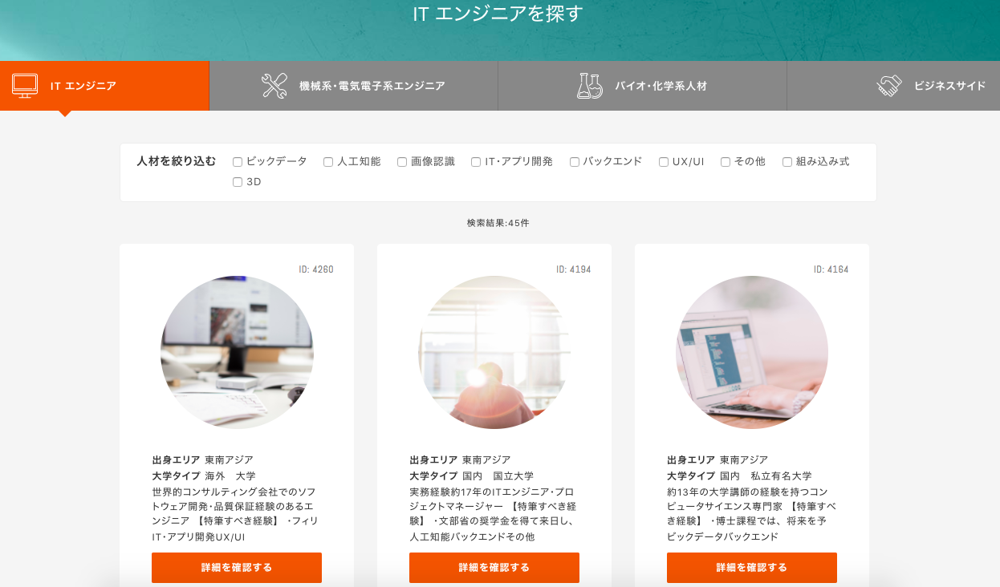 IT エンジニアを探す
IT エンジニア
機械系・電気電子系エンジニア
バイオ・化学系人材
ビジネスサイド
人材を絞り込む
ビックデータ
人工知能
画像認識
IT・アプリ開発
バックエンド
UX/UI
その他
組み込み式
3D
検索結果:45件
ID: 4260
出身エリア 東南アジア
大学タイプ 海外　大学
世界的コンサルティング会社でのソフ
トウェア開発・品質保証経験のあるエ
ンジニア 【特筆すべき経験】 ・フィリ
IT・アプリ開発UX/UI
詳細を確認する
ID: 4194
出身エリア 東南アジア
大学タイプ 国内　国立大学
実務経験約17年のITエンジニア・プロ
ジェクトマネージャー 【特筆すべき経
験】 ・文部省の奨学金を得て来日し、
人工知能バックエンドその他
詳細を確認する
ID: 4164
出身エリア 東南アジア
大学タイプ 国内　私立有名大学
約13年の大学講師の経験を持つコン
ピュータサイエンス専門家 【特筆すべ
き経験】 ・博士課程では、将来を予
ビックデータバックエンド
詳細を確認する